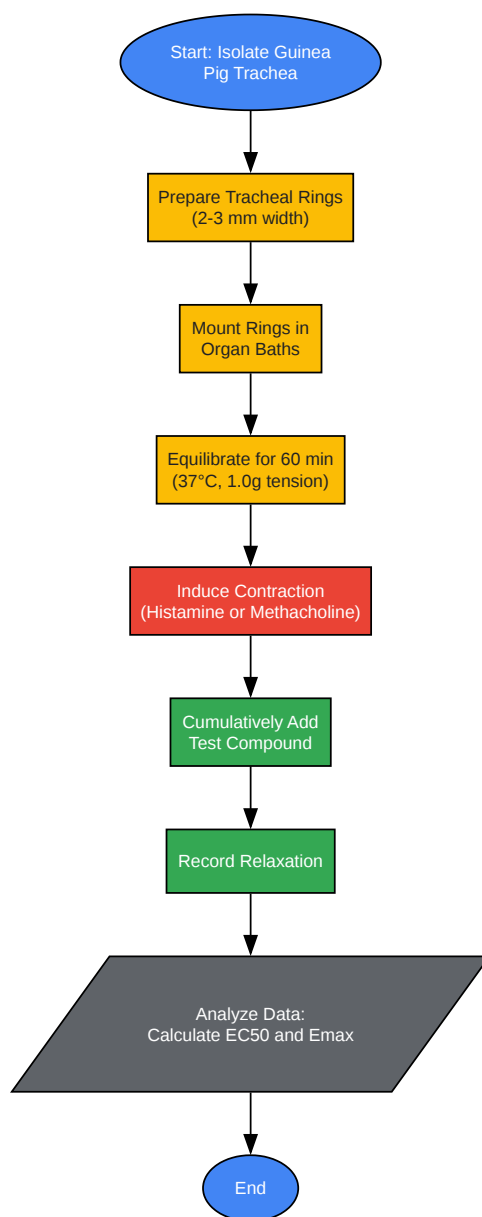 Start: Isolate Guinea
Pig Trachea
Prepare Tracheal Rings
(2-3 mm width)
Mount Rings in
Organ Baths
Equilibrate for 60 min
(37°C, 1.0g tension)
Induce Contraction
(Histamine or Methacholine)
Cumulatively Add
Test Compound
Record Relaxation
Analyze Data:
Calculate EC50 and Emax
End